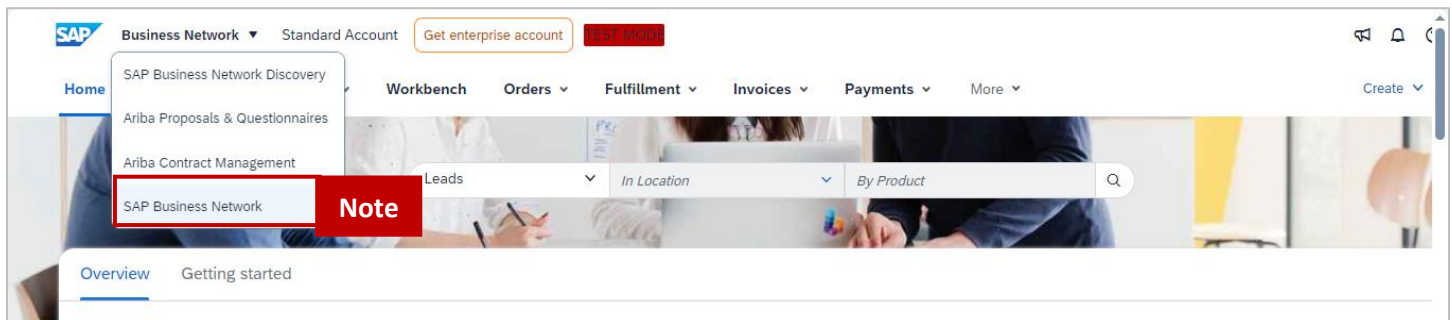 SAP Business Network ▼ Standard Account Get enterprise account TEST MODE
SAP Business Network Discovery
Home Workbench Orders Fulfillment Invoices Payments More Create
Ariba Proposals & Questionnaires
Ariba Contract Management
Leads In Location By Product
SAP Business Network Note
Overview Getting started